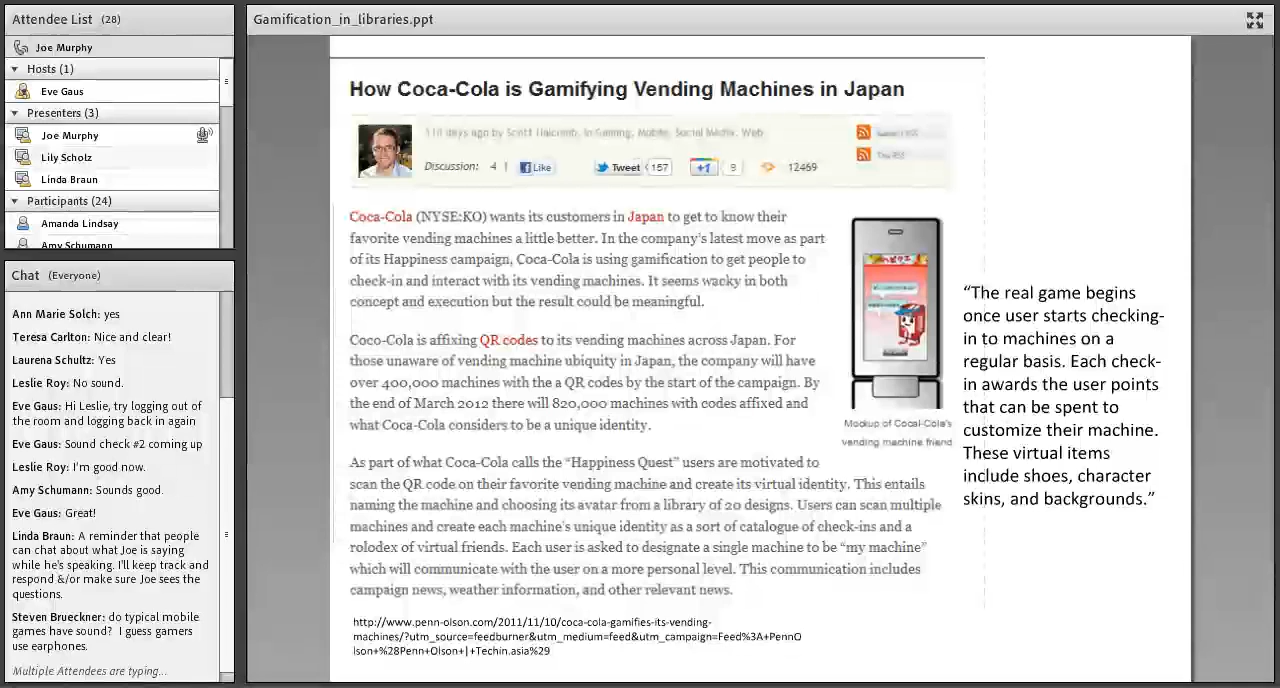 Attendee List (28)
Joe Murphy
Hosts (1)
Eve Gaus
Presenters (3)
Joe Murphy
Lily Scholz
Linda Braun
Participants (24)
Amanda Lindsay
Amy Schumann
Chat (Everyone)
Ann Marie Solch: yes
Teresa Carlton: Nice and clear!
Laurena Schultz: Yes
Leslie Roy: No sound.
Eve Gaus: Hi Leslie, try logging out of
the room and logging back in again
Eve Gaus: Sound check #2 coming up
Leslie Roy: I'm good now.
Amy Schumann: Sounds good.
Eve Gaus: Great!
Linda Braun: A reminder that people
can chat about what Joe is saying
while he's speaking. I'll keep track and
respond &/or make sure Joe sees the
questions.
Steven Brueckner: do typical mobile
games have sound? I guess gamers
use earphones.
Multiple Attendees are typing...
Gamification_in_libraries.ppt
How Coca-Cola is Gamifying Vending Machines in Japan
days ago by Scott in Gaming, Mobile, Social Media, Web
Discussion: 4 | Like Tweet 157 +1 9 12469
Coca-Cola (NYSE:KO) wants its customers in Japan to get to know their
favorite vending machines a little better. In the company's latest move as part
of its Happiness campaign, Coca-Cola is using gamification to get people to
check-in and interact with its vending machines. It seems wacky in both
concept and execution but the result could be meaningful.
Coco-Cola is affixing QR codes to its vending machines across Japan. For
those unaware of vending machine ubiquity in Japan, the company will have
over 400,000 machines with the a QR codes by the start of the campaign. By
the end of March 2012 there will 820,000 machines with codes affixed and
what Coca-Cola considers to be a unique identity.
Mockup of Cocal-Cola's
vending machine friend
As part of what Coca-Cola calls the “Happiness Quest” users are motivated to
scan the QR code on their favorite vending machine and create its virtual identity. This entails
naming the machine and choosing its avatar from a library of 20 designs. Users can scan multiple
machines and create each machine's unique identity as a sort of catalogue of check-ins and a
rolodex of virtual friends. Each user is asked to designate a single machine to be “my machine”
which will communicate with the user on a more personal level. This communication includes
campaign news, weather information, and other relevant news.
http://www.penn-olson.com/2011/11/10/coca-cola-gamifies-its-vending-
machines/?utm_source=feedburner&utm_medium=feed&utm_campaign=Feed%3A+PennO
lson+%28Penn+Olson+|+Techin.asia%29
“The real game begins
once user starts checking-
in to machines on a
regular basis. Each check-
in awards the user points
that can be spent to
customize their machine.
These virtual items
include shoes, character
skins, and backgrounds.”